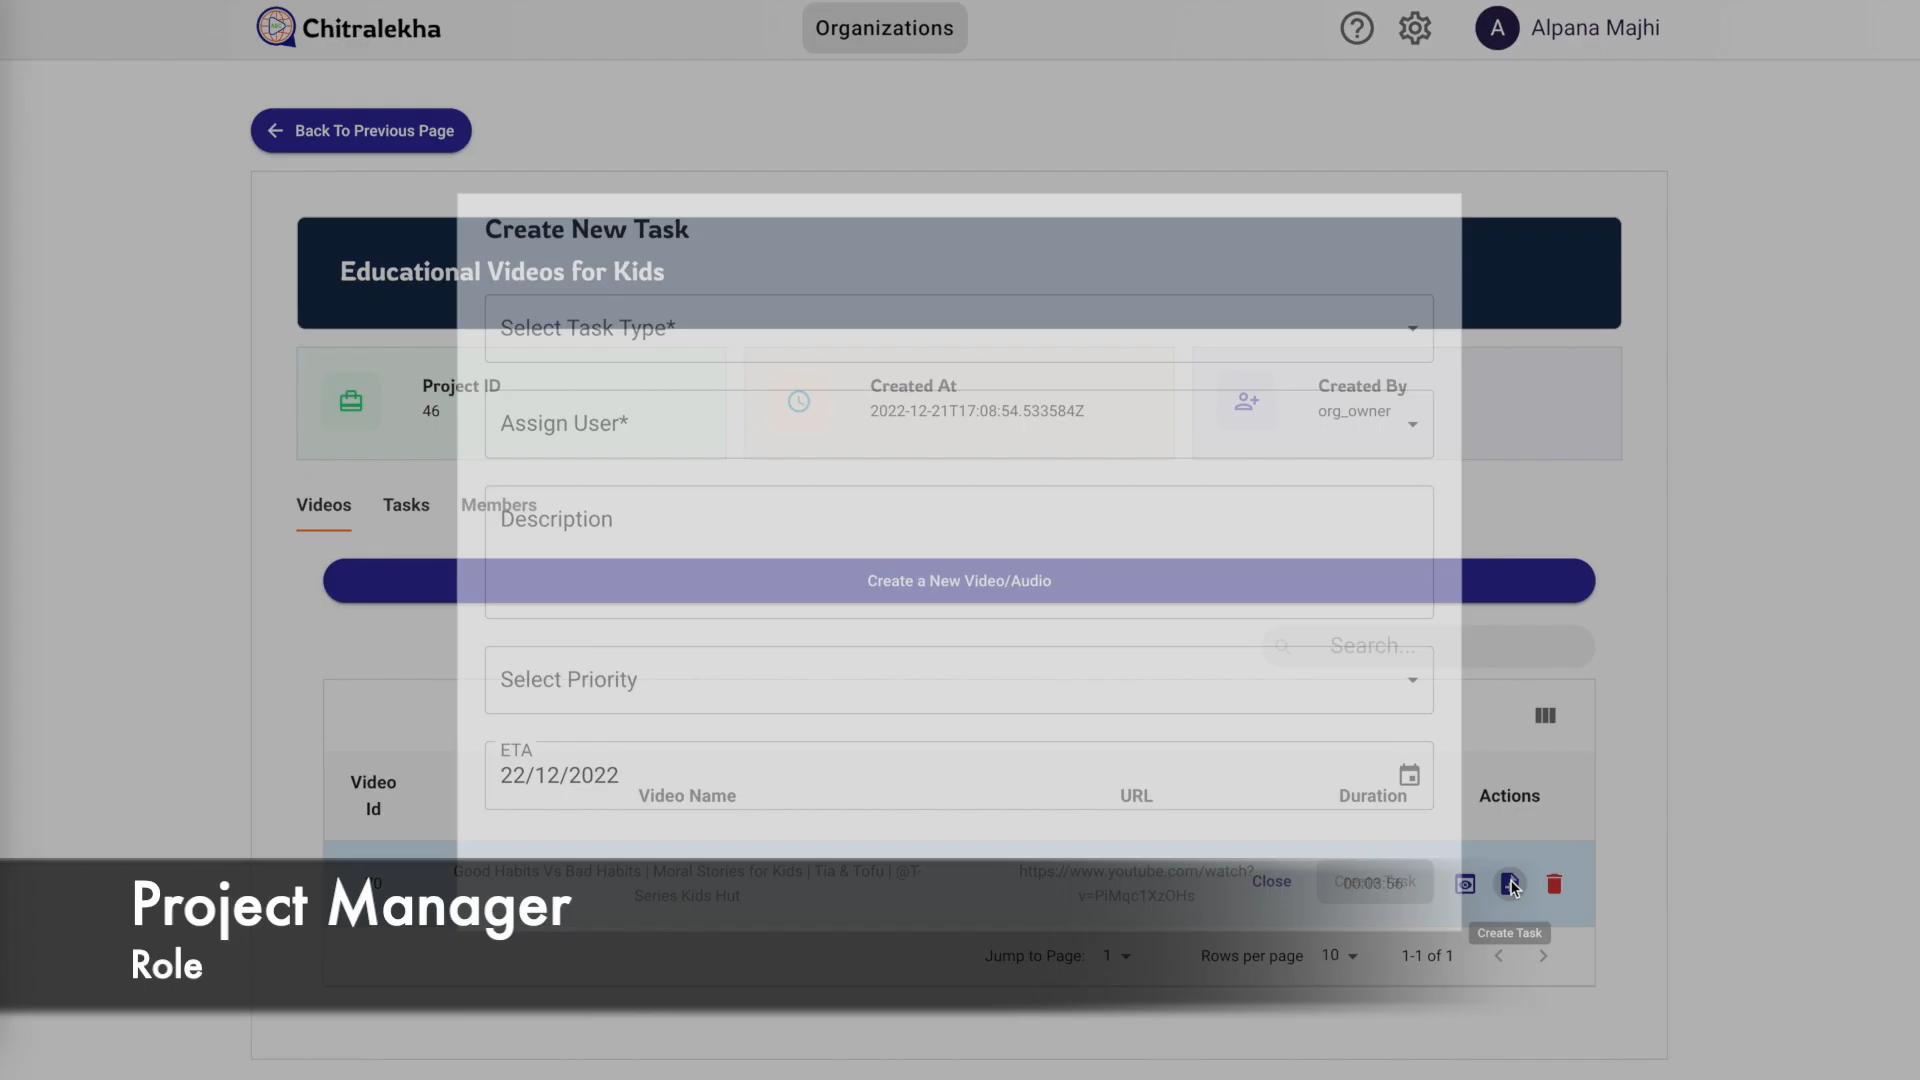 Chitralekha
Organizations
A
Alpana Majhi
Back To Previous Page
Create New Task
Educational Videos for Kids
Select Task Type*
Project ID
46
Created At
2022-12-21T17:08:54.533584Z
Created By
org_owner
Assign User*
Videos
Tasks
Members
Description
Create a New Video/Audio
Search...
Select Priority
ETA
22/12/2022
Video
Id
Video Name
URL
Duration
Actions
Good Habits Vs Bad Habits | Moral Stories for Kids | Tia & Tofu | @T-
Series Kids Hut
https://www.youtube.com/watch?
v=PiMqc1XzOHs
Close
Create Task
00:03:56
Create Task
Project Manager
Role
Jump to Page: 1
Rows per page 10
1-1 of 1